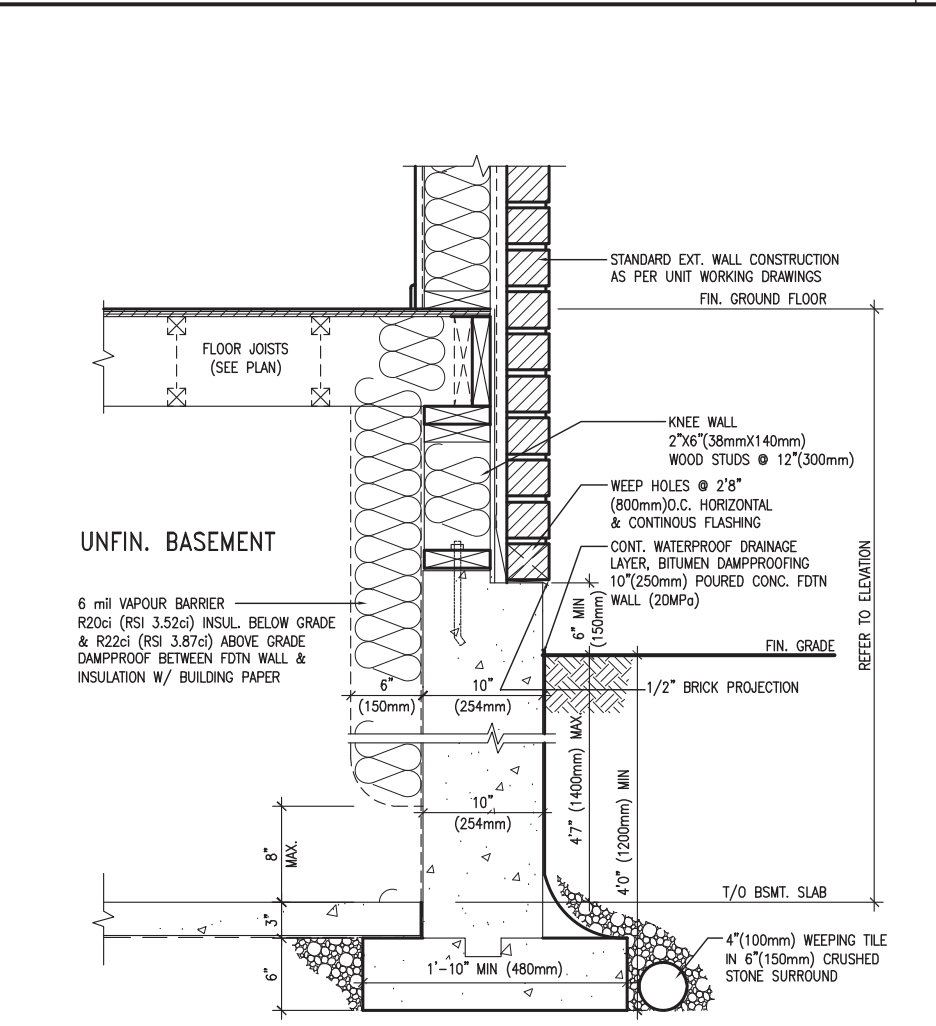 STANDARD EXT. WALL CONSTRUCTION
AS PER UNIT WORKING DRAWINGS
FIN. GROUND FLOOR
FLOOR JOISTS
(SEE PLAN)
KNEE WALL
2"X6"(38mmX140mm)
WOOD STUDS @ 12"(300mm)
WEEP HOLES @ 2'8"
(800mm)O.C. HORIZONTAL
& CONTINOUS FLASHING
UNFIN. BASEMENT
CONT. WATERPROOF DRAINAGE
LAYER, BITUMEN DAMPPROOFING
10"(250mm) POURED CONC. FDTN
WALL (20MPa)
6 mil VAPOUR BARRIER
R20ci (RSI 3.52ci) INSUL. BELOW GRADE
& R22ci (RSI 3.87ci) ABOVE GRADE
DAMPPROOF BETWEEN FDTN WALL &
INSULATION W/ BUILDING PAPER
6" MIN
(150mm)
REFER TO ELEVATION
FIN. GRADE
6"
(150mm)
10"
(254mm)
1/2" BRICK PROJECTION
4'7" (1400mm) MAX.
4'0" (1200mm) MIN
10"
(254mm)
8"
MAX.
T/O BSMT. SLAB
3"
4"(100mm) WEEPING TILE
IN 6"(150mm) CRUSHED
STONE SURROUND
6"
1'-10" MIN (480mm)